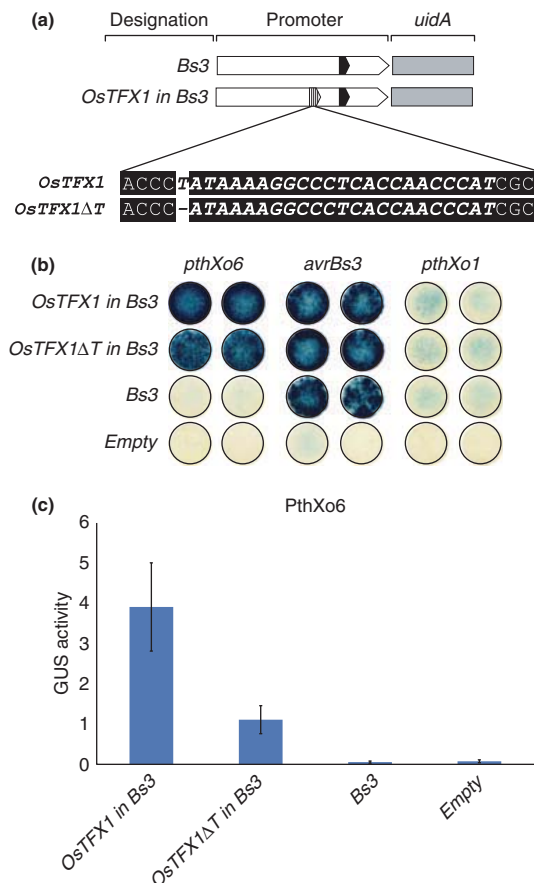 (a) Designation Promoter uidA
Bs3
OsTFX1 in Bs3
OsTFX1 ACCCTATAAAAGGCCCTCACCAACCCATCGC
OsTFX1ΔT ACCC–ATAAAAGGCCCTCACCAACCCATCGC
(b) pthXo6 avrBs3 pthXo1
OsTFX1 in Bs3
OsTFX1ΔT in Bs3
Bs3
Empty
(c) PthXo6
6
5
4
3
2
1
0
GUS activity
OsTFX1 in Bs3
OsTFX1ΔT in Bs3
Bs3
Empty